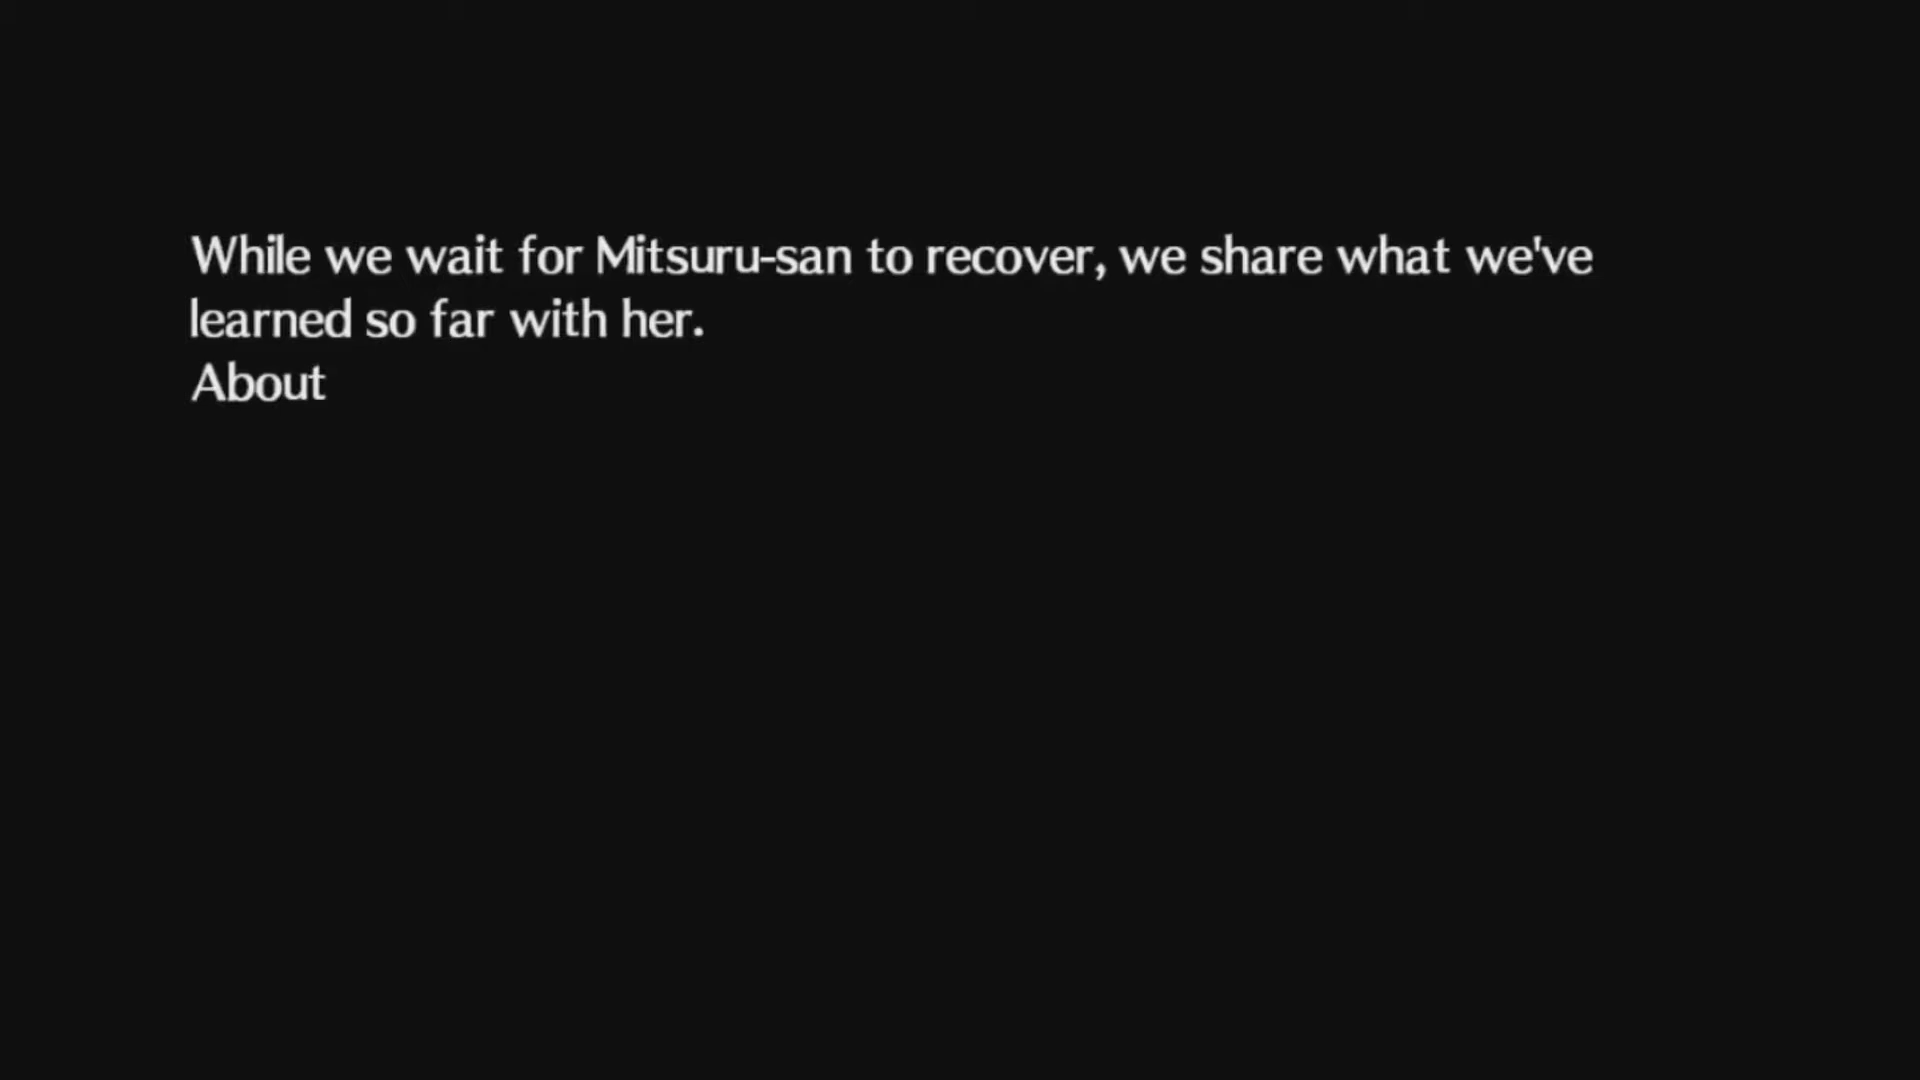 While we wait for Mitsuru-san to recover, we share what we've
learned so far with her.
About